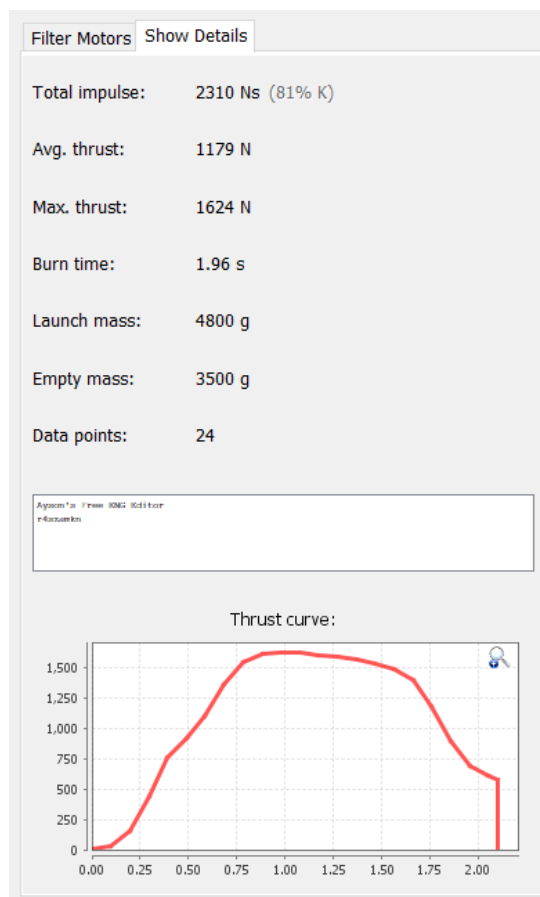 Filter Motors Show Details
Total impulse: 2310 Ns (81% K)
Avg. thrust: 1179 N
Max. thrust: 1624 N
Burn time: 1.96 s
Launch mass: 4800 g
Empty mass: 3500 g
Data points: 24
Free Editor
Thrust curve:
1,500
1,250
1,000
750
500
250
0
0.00 0.25 0.50 0.75 1.00 1.25 1.50 1.75 2.00